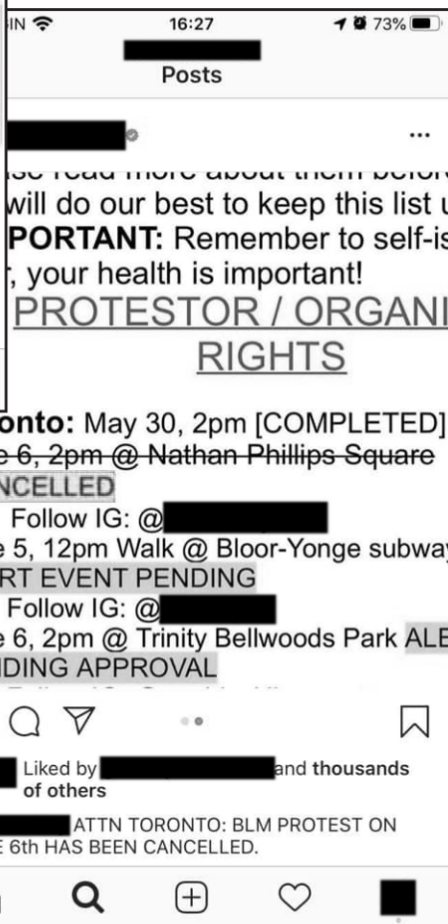 IN
16:27
73%
Posts
will do our best to keep this list
PORTANT: Remember to self-is
, your health is important!
PROTESTOR / ORGANI
RIGHTS
onto: May 30, 2pm [COMPLETED]
e 6, 2pm @ Nathan Phillips Square
NCELLED
Follow IG: @
e 5, 12pm Walk @ Bloor-Yonge subway
RT EVENT PENDING
Follow IG: @
e 6, 2pm @ Trinity Bellwoods Park ALE
DING APPROVAL
Liked by and thousands
of others
ATTN TORONTO: BLM PROTEST ON
E 6th HAS BEEN CANCELLED.